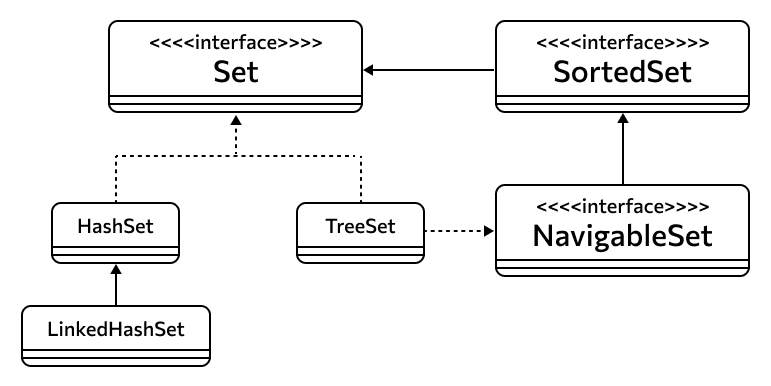 <<<<interface>>>>
Set
<<<<interface>>>>
SortedSet
HashSet
TreeSet
<<<<interface>>>>
NavigableSet
LinkedHashSet